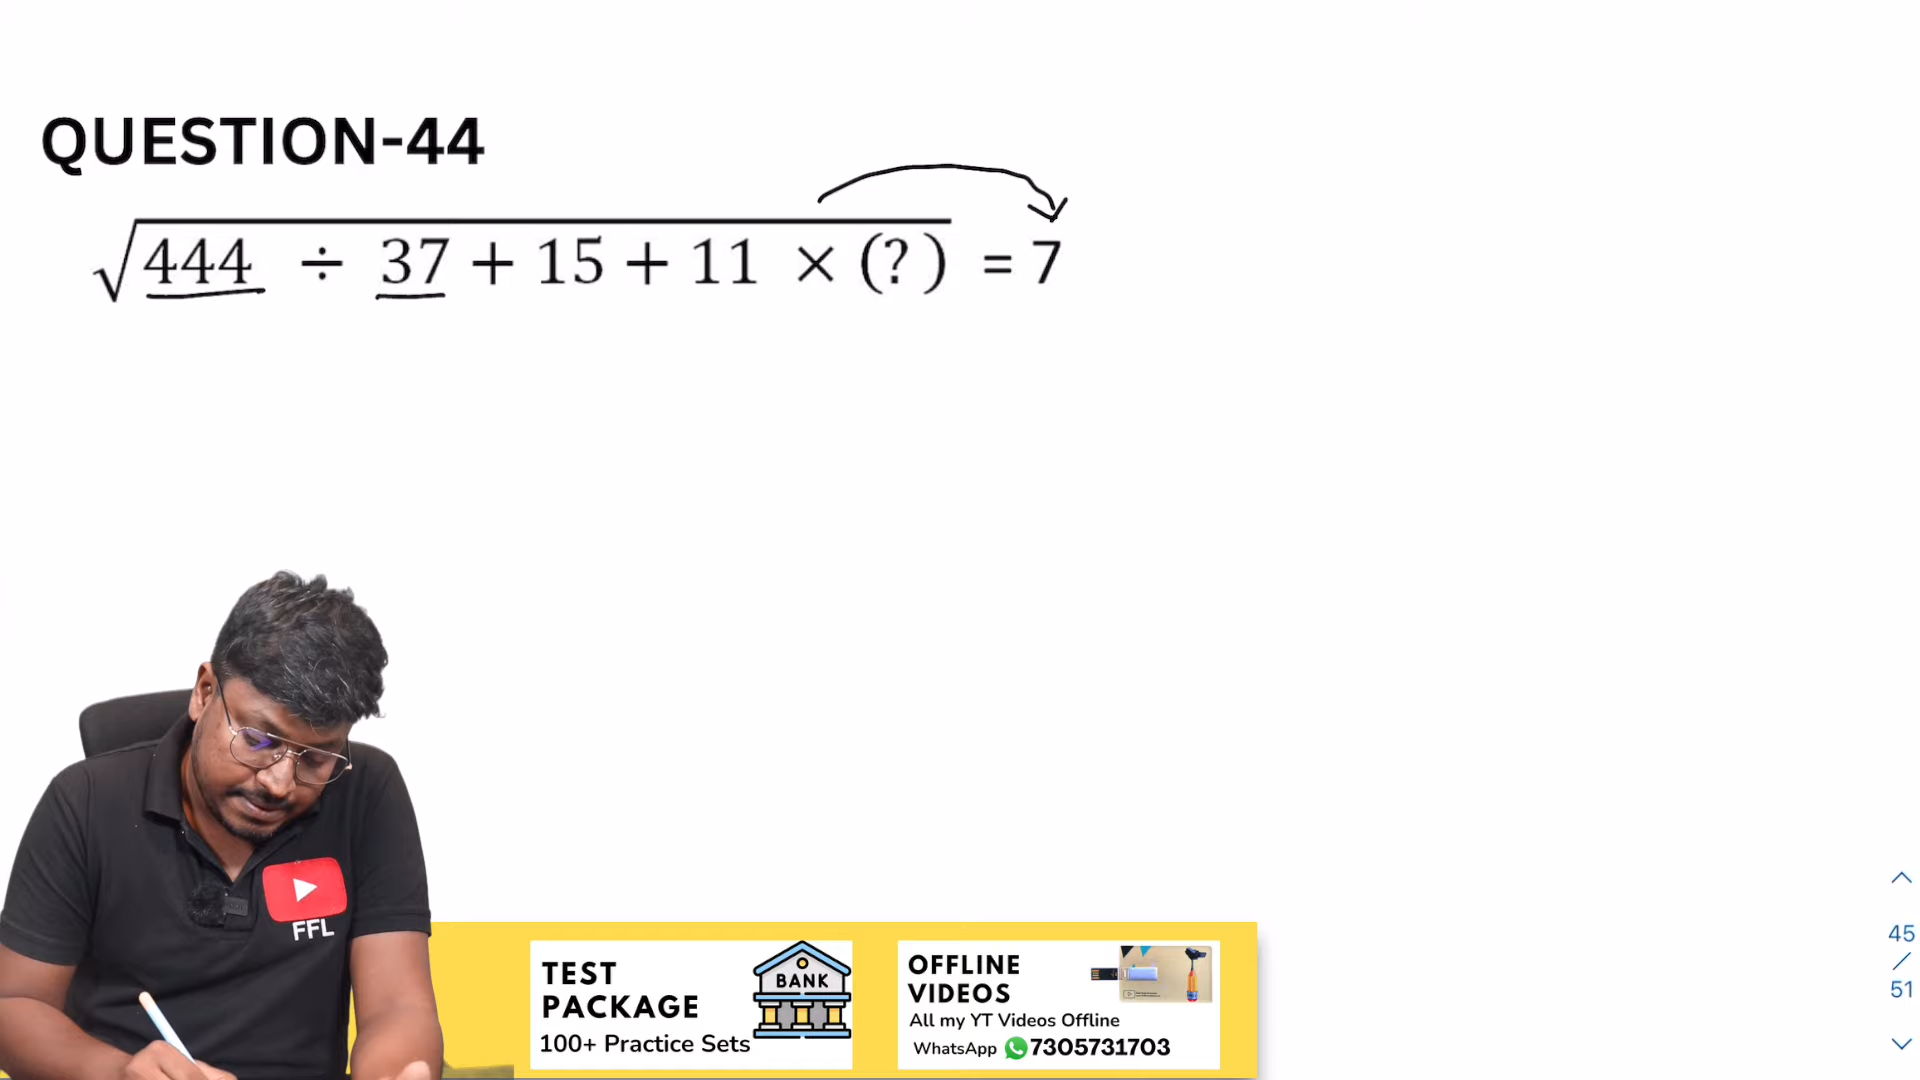 QUESTION-44
√444 ÷ 37 + 15 + 11 × (?) = 7
FFL
TEST
PACKAGE
100+ Practice Sets
BANK
OFFLINE
VIDEOS
All my YT Videos Offline
WhatsApp 7305731703
45
/
51